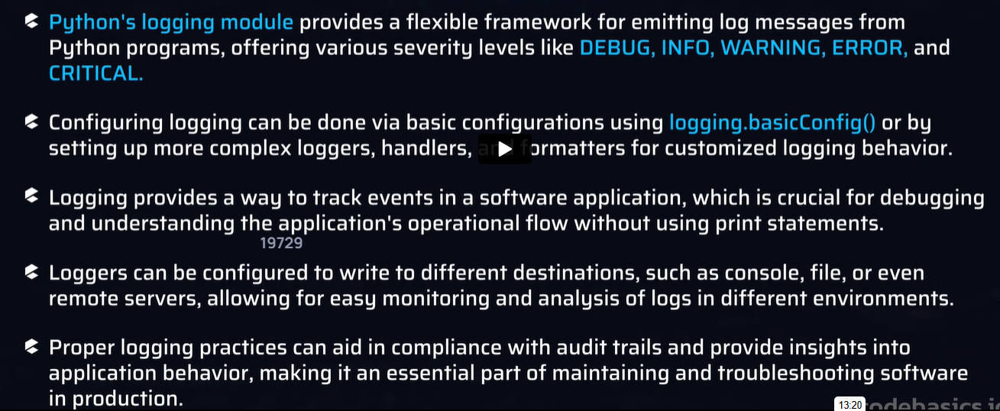 Python's logging module provides a flexible framework for emitting log messages from
Python programs, offering various severity levels like DEBUG, INFO, WARNING, ERROR, and
CRITICAL.
Configuring logging can be done via basic configurations using logging.basicConfig() or by
setting up more complex loggers, handlers, and formatters for customized logging behavior.
Logging provides a way to track events in a software application, which is crucial for debugging
and understanding the application's operational flow without using print statements.
19729
Loggers can be configured to write to different destinations, such as console, file, or even
remote servers, allowing for easy monitoring and analysis of logs in different environments.
Proper logging practices can aid in compliance with audit trails and provide insights into
application behavior, making it an essential part of maintaining and troubleshooting software
in production.
13:20